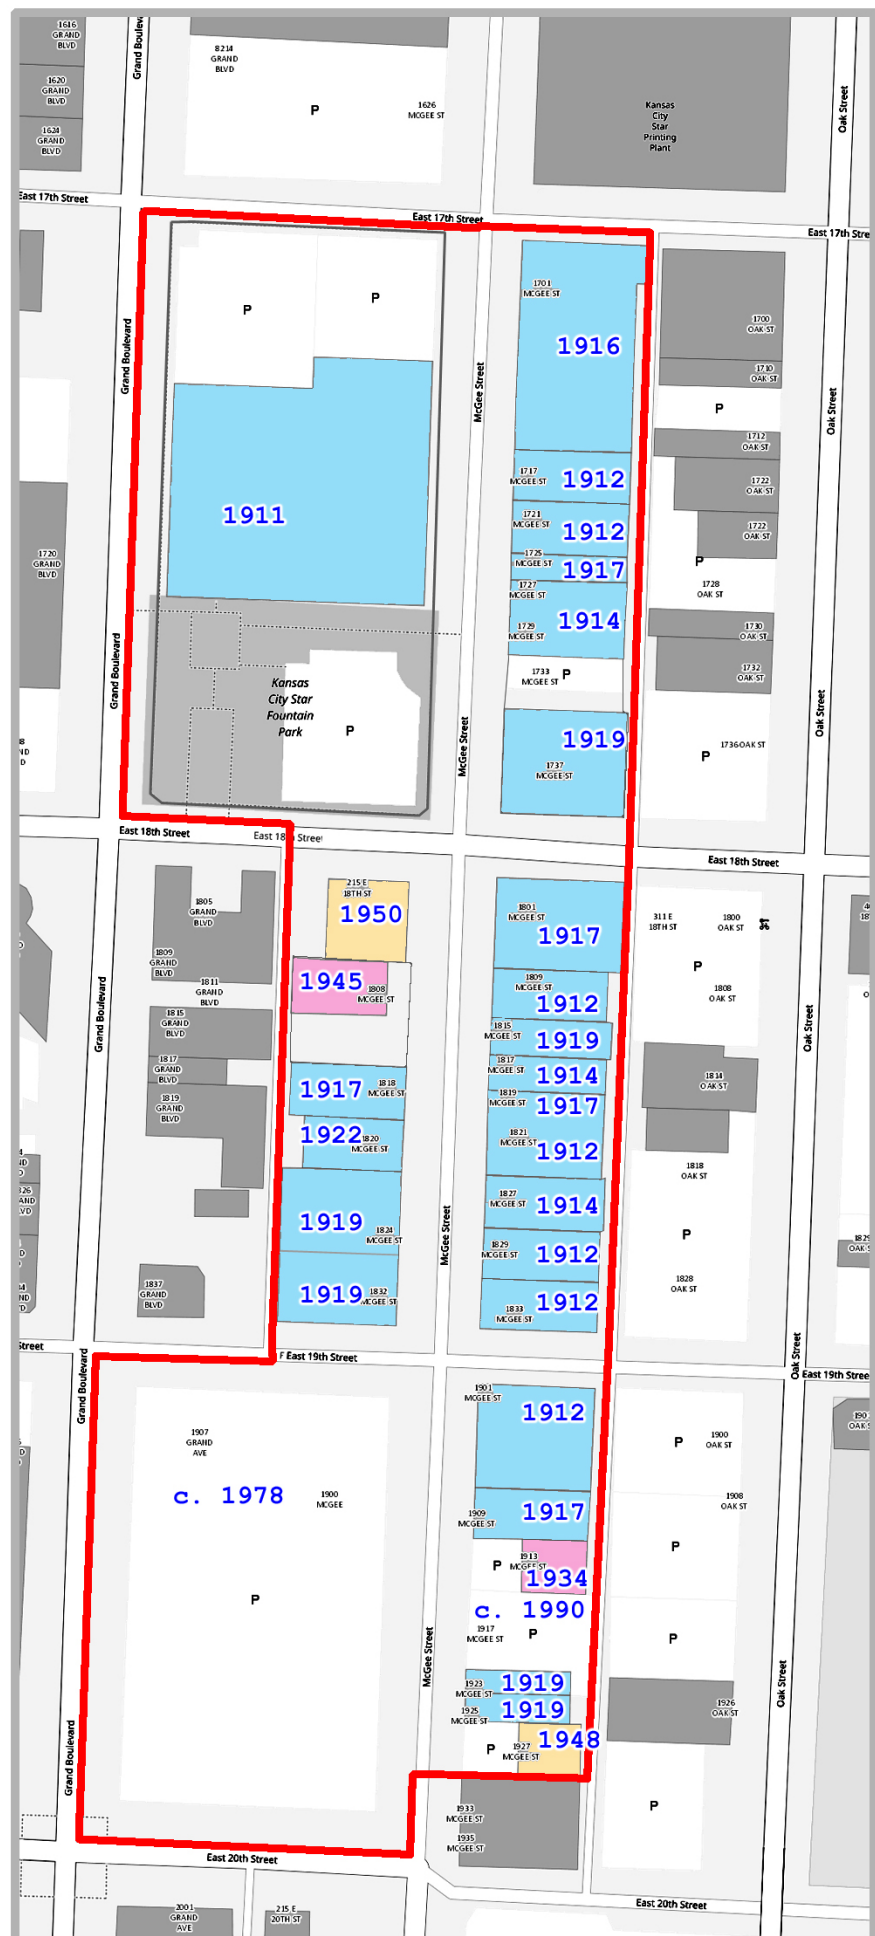 1616
GRAND
BLVD
1620
GRAND
BLVD
1624
GRAND
BLVD
Grand Boulevard
8214
GRAND
BLVD
P
1626
MCGEE ST
Kansas
City
Star
Printing
Plant
Oak Street
East 17th Street
East 17th Street
East 17th Stree
P
P
1701
MCGEE ST
1916
1700
OAK ST
1710
OAK ST
P
Grand Boulevard
McGee Street
Oak Street
1712
OAK ST
1717
MCGEE ST
1912
1722
OAK ST
1911
1721
MCGEE ST
1912
1722
OAK ST
1720
GRAND
BLVD
1725
MCGEE ST
1917
P
1728
OAK ST
1727
MCGEE ST
1914
1729
MCGEE ST
1730
OAK ST
1732
OAK ST
Grand Boulevard
Kansas
City Star
Fountain
Park
P
1733
MCGEE ST
P
McGee Street
1919
1737
MCGEE ST
P
1736 OAK ST
Oak Street
East 18th Street
East 18th Street
East 18th Street
215 E
18TH ST
1950
1805
GRAND
BLVD
1809
GRAND
BLVD
1811
GRAND
BLVD
1945
1808
MCGEE ST
1801
MCGEE ST
1917
311 E
18TH ST
1800
OAK ST
P
1808
OAK ST
1809
MCGEE ST
1912
Grand Boulevard
1815
GRAND
BLVD
1817
GRAND
BLVD
1819
GRAND
BLVD
1815
MCGEE ST
1919
Oak Street
1817
MCGEE ST
1914
1814
OAK ST
1917
1818
MCGEE ST
1819
MCGEE ST
1917
1922
1820
MCGEE ST
1821
MCGEE ST
1912
1818
OAK ST
1827
MCGEE ST
1914
1919
1824
MCGEE ST
McGee Street
P
1829
MCGEE ST
1912
1828
OAK ST
1837
GRAND
BLVD
1919
1832
MCGEE ST
1833
MCGEE ST
1912
Street
East 19th Street
East 19th Stree
Grand Boulevard
Oak Street
1901
MCGEE ST
1912
1907
GRAND
AVE
c. 1978
1900
MCGEE
P
1900
OAK ST
1908
OAK ST
1909
MCGEE ST
1917
P
P
1913
MCGEE ST
1934
c. 1990
P
1917
MCGEE ST
P
P
McGee Street
Oak Street
1923
MCGEE ST
1919
1925
MCGEE ST
1919
1926
OAK ST
P
1927
MCGEE ST
1948
Grand Boulevard
P
1933
MCGEE ST
1935
MCGEE ST
East 20th Street
East 20th Street
2001
GRAND
AVE
215 E
20TH ST